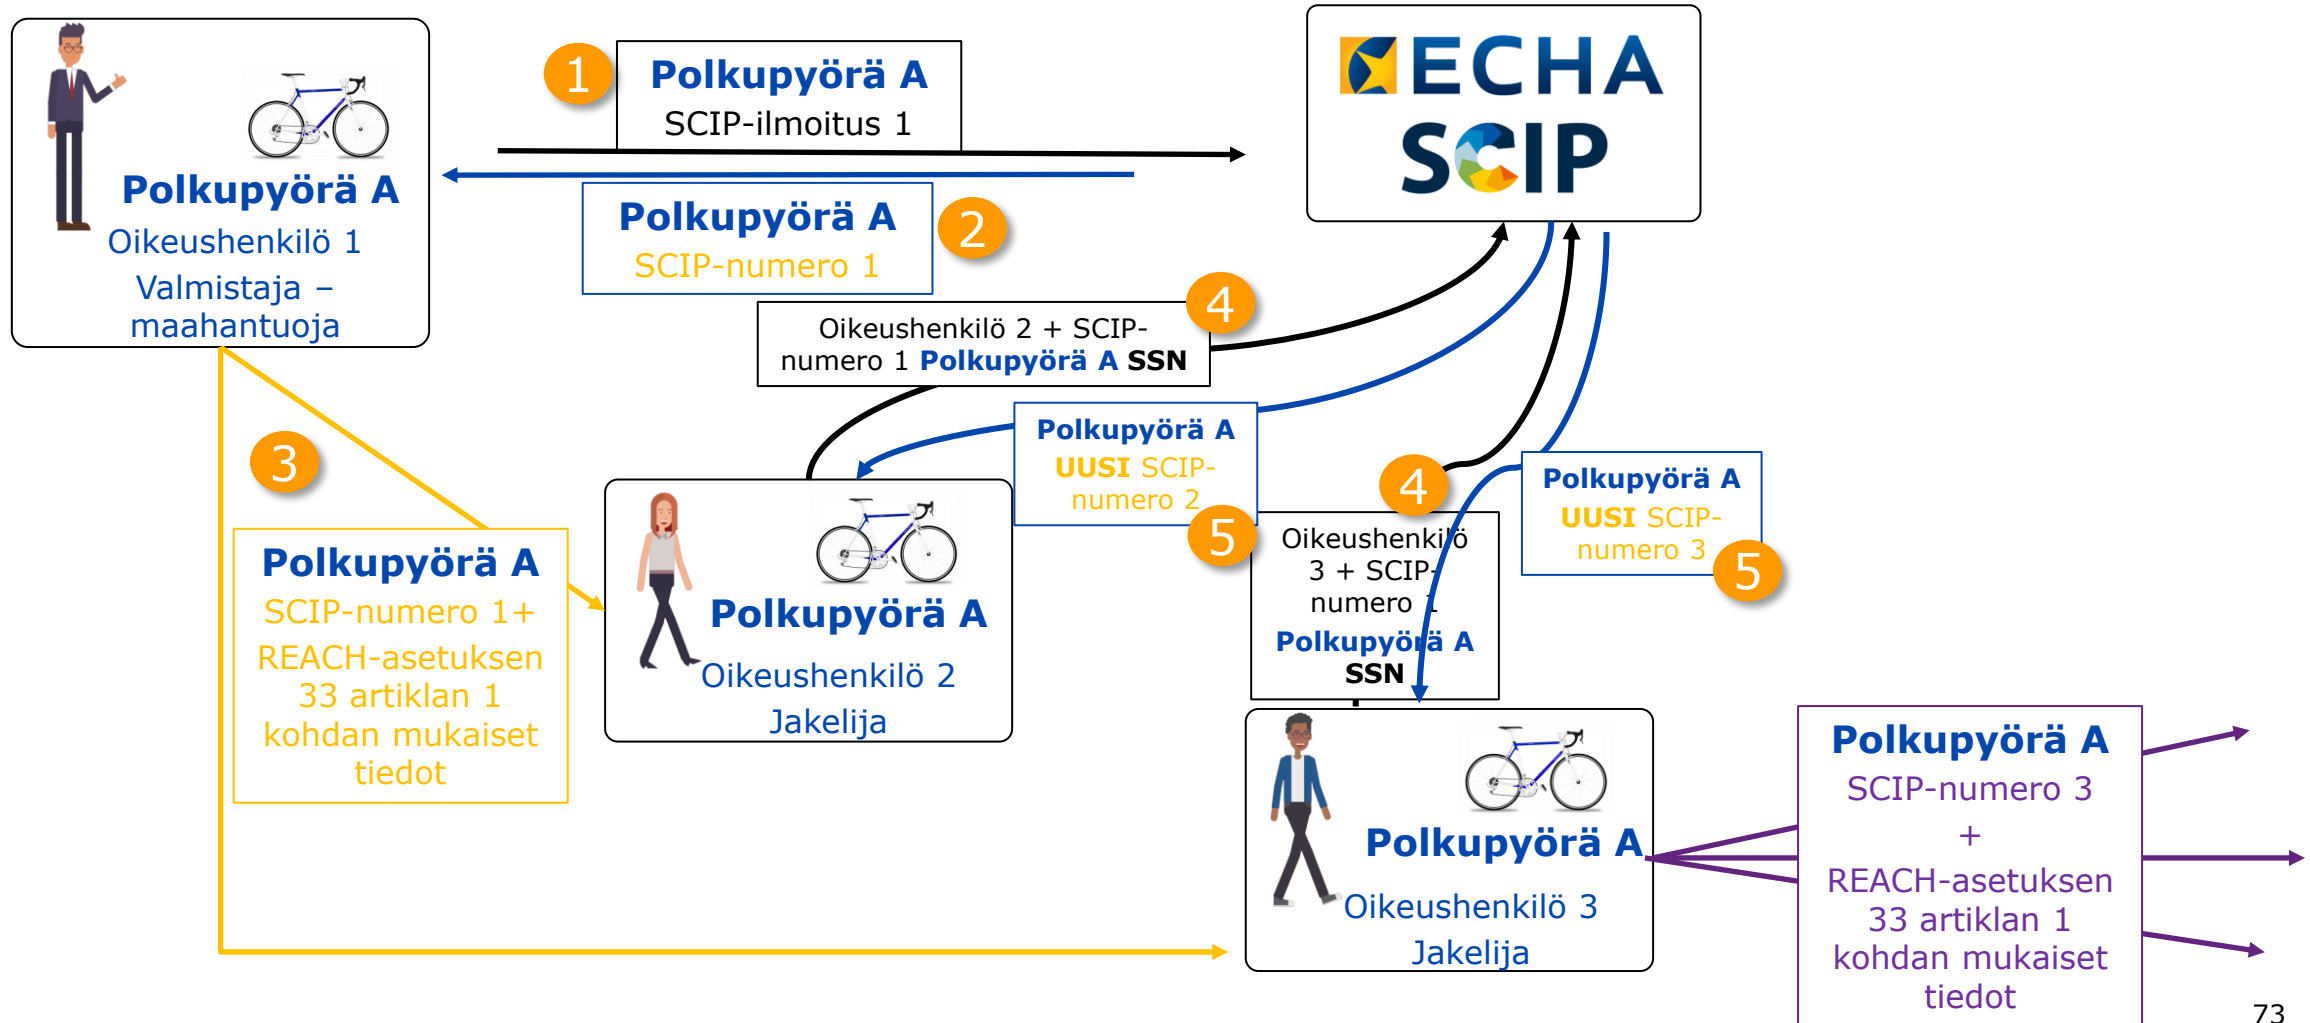 1
Polkupyörä A
SCIP-ilmoitus 1
ECHA
SCIP
Polkupyörä A
Oikeushenkilö 1
Valmistaja –
maahantuoja
Polkupyörä A
SCIP-numero 1
2
4
Oikeushenkilö 2 + SCIP-
numero 1 Polkupyörä A SSN
3
Polkupyörä A
SCIP-numero 1+
REACH-asetuksen
33 artiklan 1
kohdan mukaiset
tiedot
Polkupyörä A
UUSI SCIP-
numero 2
5
Polkupyörä A
Oikeushenkilö 2
Jakelija
4
Oikeushenkilö
3 + SCIP-
numero 1
Polkupyörä A
SSN
Polkupyörä A
UUSI SCIP-
numero 3
5
Polkupyörä A
Oikeushenkilö 3
Jakelija
Polkupyörä A
SCIP-numero 3
+
REACH-asetuksen
33 artiklan 1
kohdan mukaiset
tiedot
73